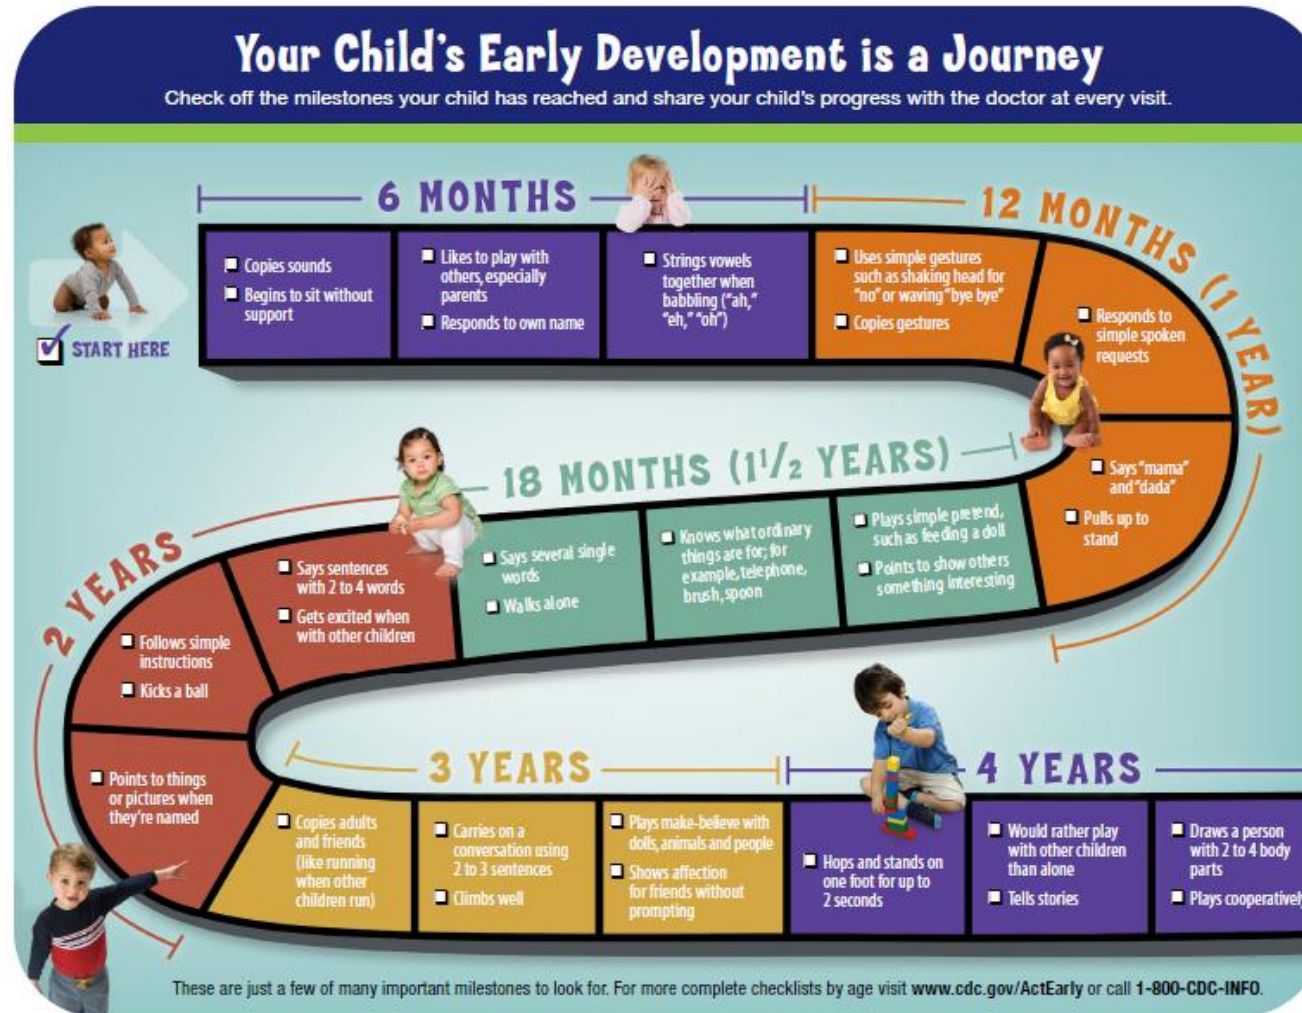 Your Child's Early Development is a Journey
Check off the milestones your child has reached and share your child's progress with the doctor at every visit.
START HERE
6 MONTHS
Copies sounds
Begins to sit without
support
Likes to play with
others, especially
parents
Responds to own name
Strings vowels
together when
babbling ("ah,"
"eh," "oh")
12 MONTHS (1 YEAR)
Uses simple gestures
such as shaking head for
"no" or waving "bye bye"
Copies gestures
Responds to
simple spoken
requests
Says "mama"
and "dada"
Pulls up to
stand
18 MONTHS (1 1/2 YEARS)
Plays simple pretend,
such as feeding a doll
Points to show others
something interesting
Knows what ordinary
things are for; for
example, telephone,
brush, spoon
Says several single
words
Walks alone
2 YEARS
Says sentences
with 2 to 4 words
Gets excited when
with other children
Follows simple
instructions
Kicks a ball
Points to things
or pictures when
they're named
3 YEARS
Copies adults
and friends
(like running
when other
children run)
Carries on a
conversation using
2 to 3 sentences
Climbs well
Plays make-believe with
dolls, animals and people
Shows affection
for friends without
prompting
4 YEARS
Hops and stands on
one foot for up to
2 seconds
Would rather play
with other children
than alone
Tells stories
Draws a person
with 2 to 4 body
parts
Plays cooperatively
These are just a few of many important milestones to look for. For more complete checklists by age visit www.cdc.gov/ActEarly or call 1-800-CDC-INFO.